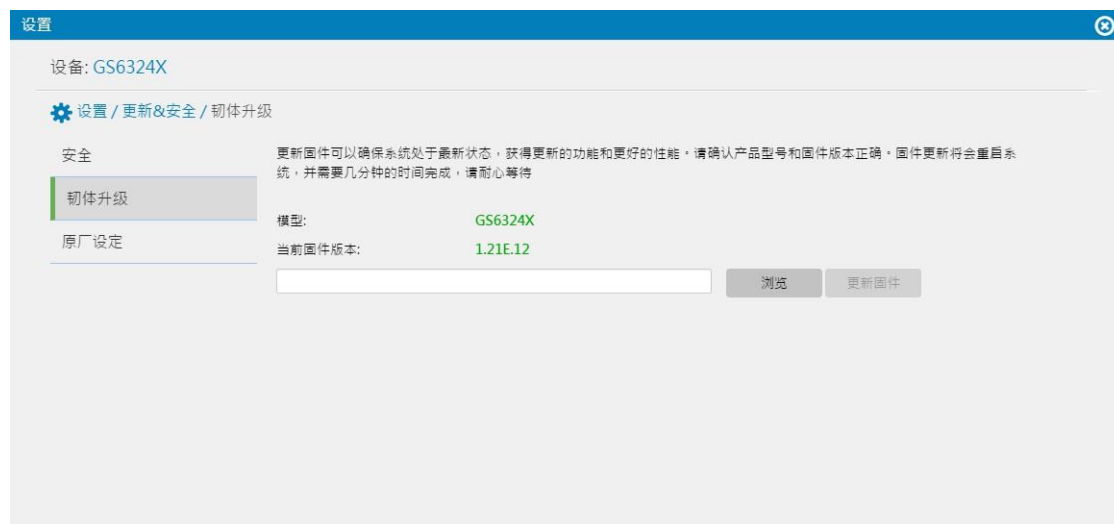 设置
设备: GS6324X
设置 / 更新&安全 / 韧体升级
安全
韧体升级
原厂设定
更新固件可以确保系统处于最新状态，获得更新的功能和更好的性能。请确认产品型号和固件版本正确。固件更新将会重启系
统，并需要几分钟的时间完成，请耐心等待
模型: GS6324X
当前固件版本: 1.21E.12
浏览 更新固件